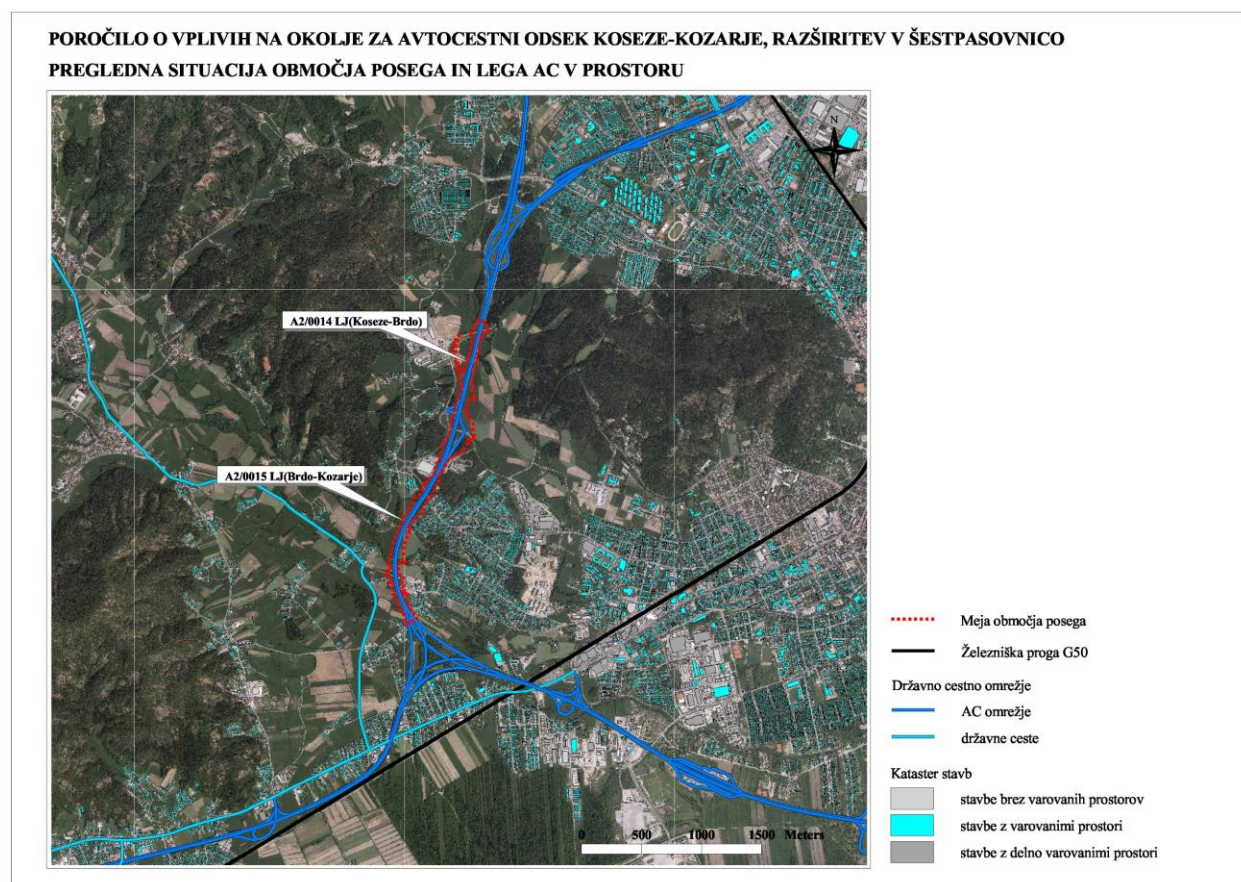 POROČILO O VPLIVIH NA OKOLJE ZA AVTOCESTNI ODSEK KOSEZE-KOZARJE, RAZŠIRITEV V ŠESTPASOVNICO
PREGLEDNA SITUACIJA OBMOČJA POSEGA IN LEGA AC V PROSTORU
N
A2/0014 LJ(Koseze-Brdo)
A2/0015 LJ(Brdo-Kozarje)
0 500 1000 1500 Meters
Meja območja posega
Železniška proga G50
Državno cestno omrežje
AC omrežje
državne ceste
Kataster stavb
stavbe brez varovanih prostorov
stavbe z varovanimi prostori
stavbe z delno varovanimi prostori